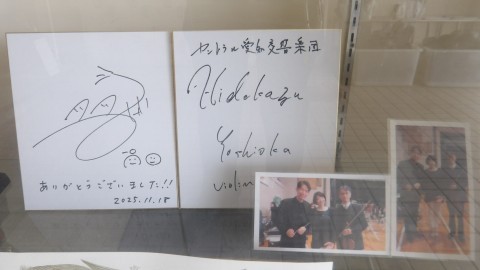 ありがとうございました!!
2025.11.18
セントラル愛知交響楽団
Hidekazu
Yoshioka
violin